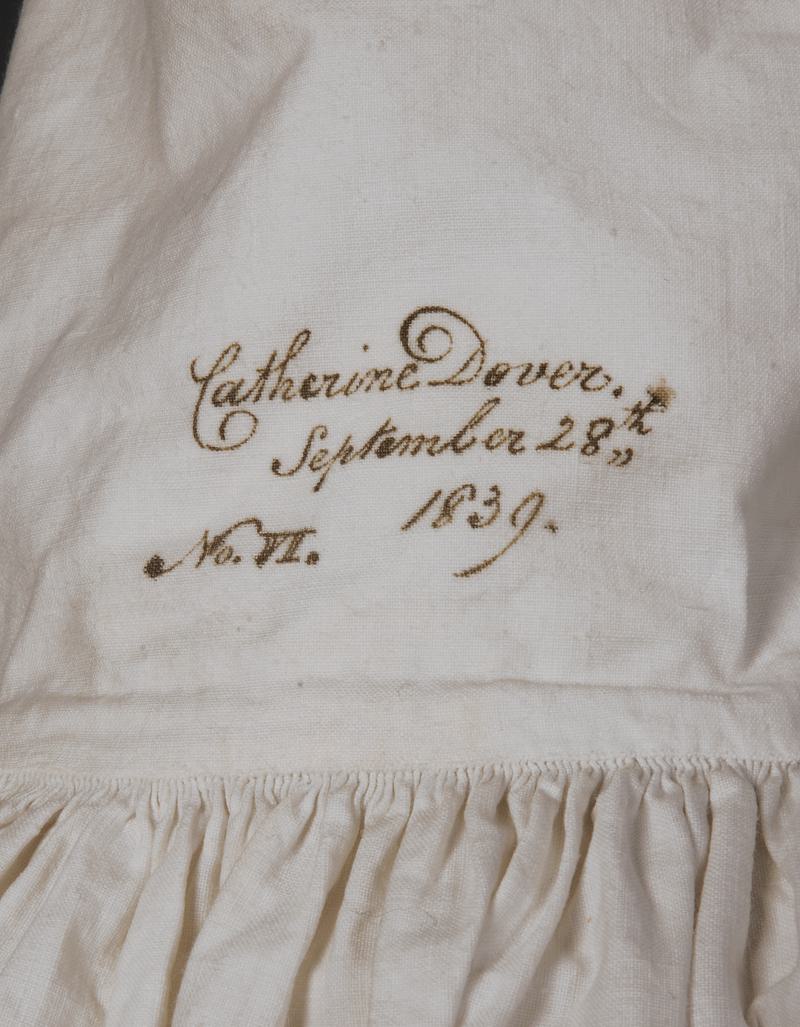 Catherine Dover.
September 28th„
1839.
No. VI.